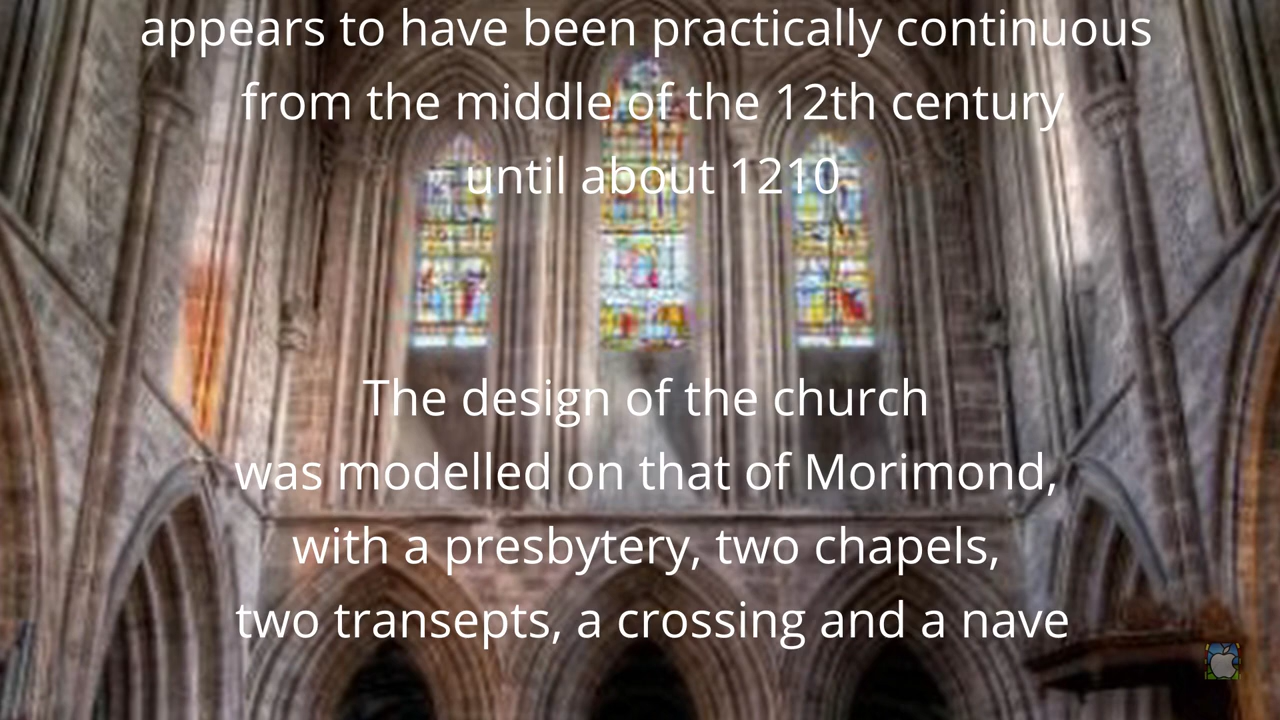 appears to have been practically continuous
from the middle of the 12th century
until about 1210
The design of the church
was modelled on that of Morimond,
with a presbytery, two chapels,
two transepts, a crossing and a nave